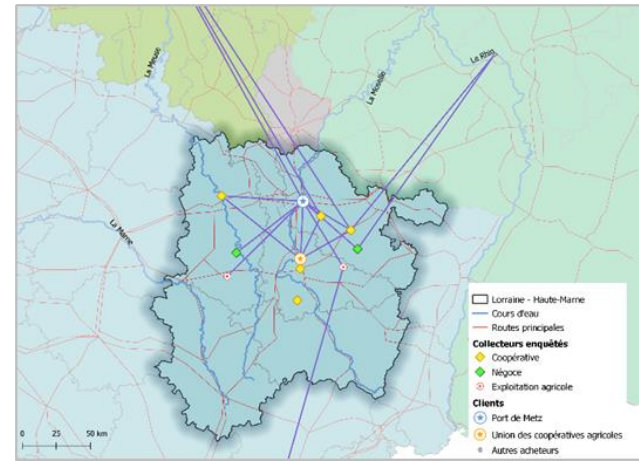 La Meuse
La Moselle
Le Rhin
La Marne
Lorraine - Haute-Marne
Cours d'eau
Routes principales
Collecteurs enquêtés
Coopérative
Négoce
Exploitation agricole
Clients
Port de Metz
Union des coopératives agricoles
Autres acheteurs
0 25 50 km